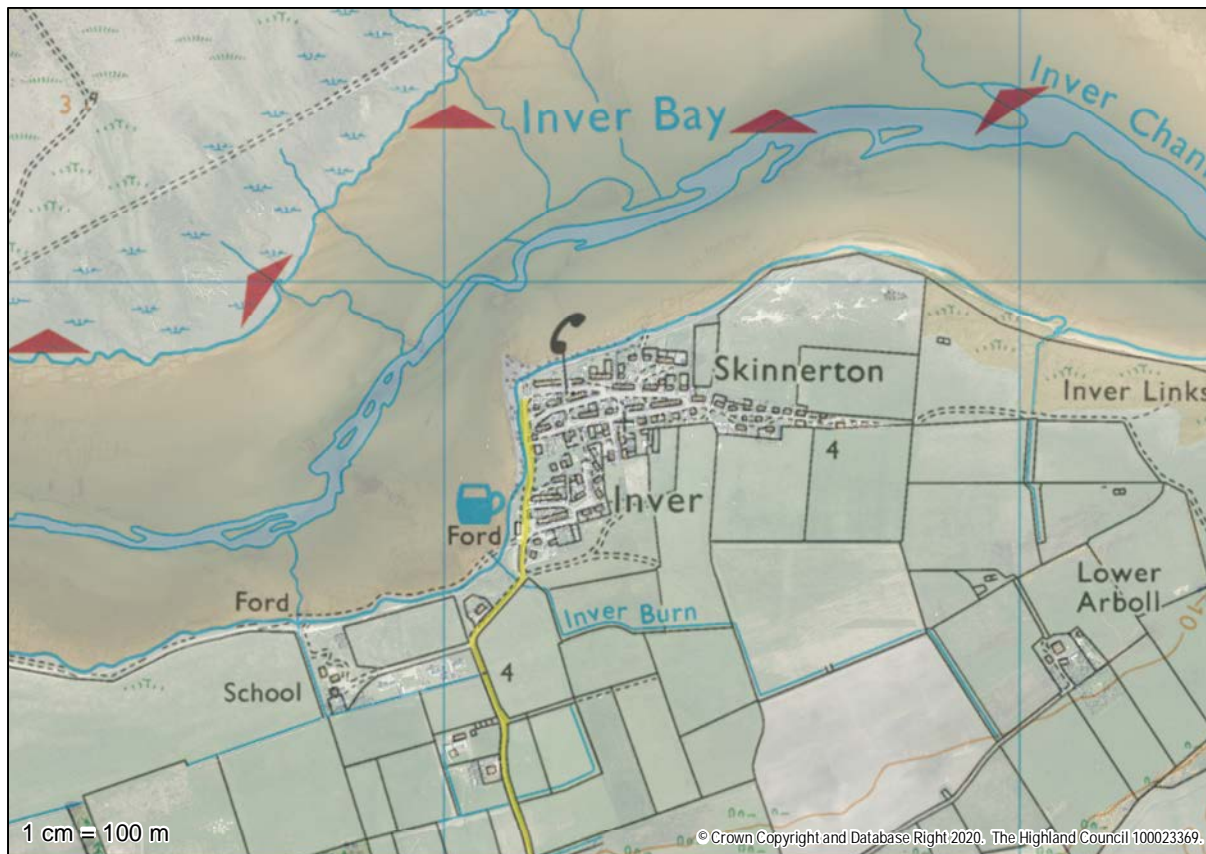 3
Inver Bay
Inver Chan
Skinnerton
Inver Links
4
Inver
Ford
Lower
Arboll
Ford
Inver Burn
10
School
4
1 cm = 100 m
© Crown Copyright and Database Right 2020. The Highland Council 100023369.